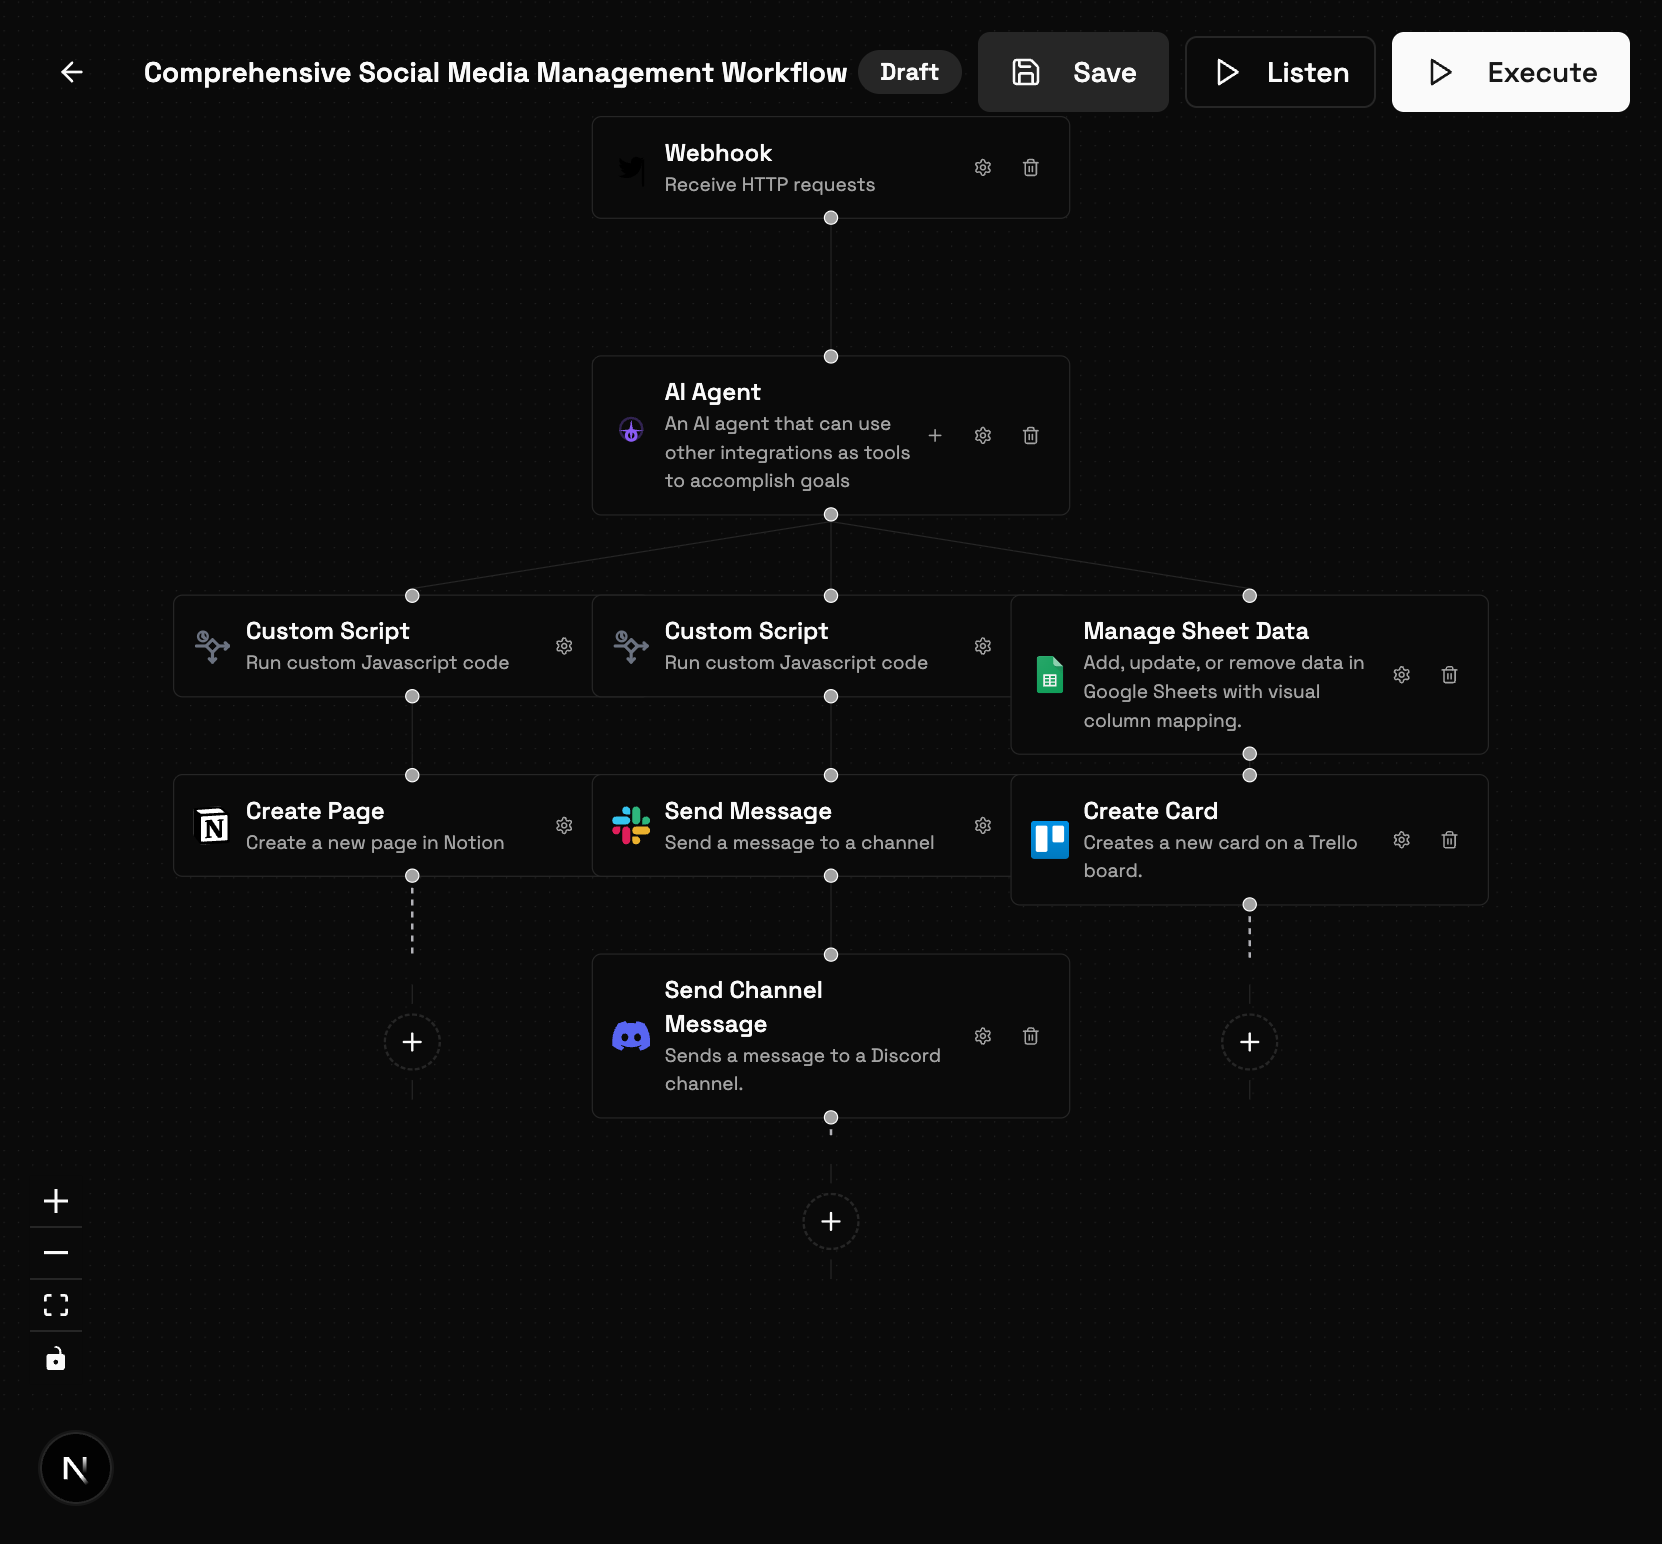 Comprehensive Social Media Management Workflow
Draft
Save
Listen
Execute
Webhook
Receive HTTP requests
AI Agent
An AI agent that can use
other integrations as tools
to accomplish goals
Custom Script
Run custom Javascript code
Custom Script
Run custom Javascript code
Manage Sheet Data
Add, update, or remove data in
Google Sheets with visual
column mapping.
Create Page
Create a new page in Notion
Send Message
Send a message to a channel
Create Card
Creates a new card on a Trello
board.
Send Channel
Message
Sends a message to a Discord
channel.